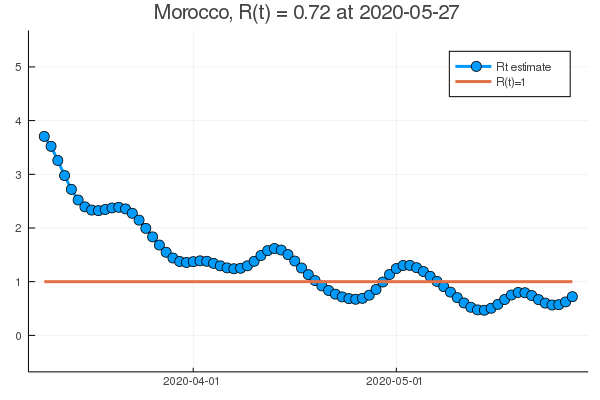 Morocco, R(t) = 0.72 at 2020-05-27
5
4
3
2
1
0
Rt estimate
R(t)=1
2020-04-01
2020-05-01